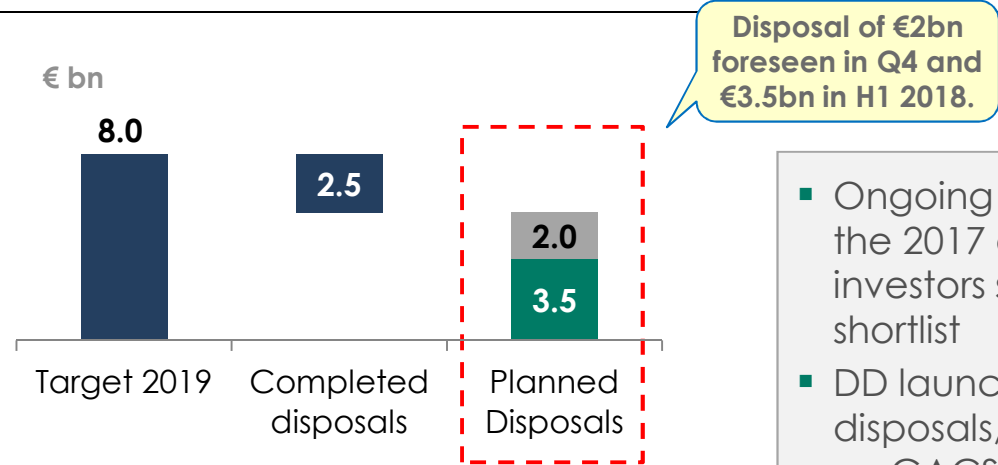 Disposal of €2bn
foreseen in Q4 and
€3.5bn in H1 2018.
€ bn
8.0
2.5
2.0
3.5
Target 2019
Completed
disposals
Planned
Disposals
▪ Ongoing
the 2017
investors
shortlist
▪ DD
disposals,